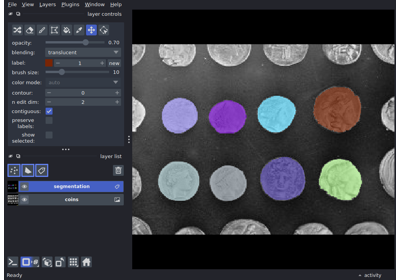 File View Layers Plugins Window Help
layer controls
opacity: 0.70
blending: translucent
label: 1 new
brush size: 10
color mode: auto
contour: 0
n edit dim: 2
contiguous:
preserve labels:
show selected:
layer list
segmentation
coins
Ready
activity